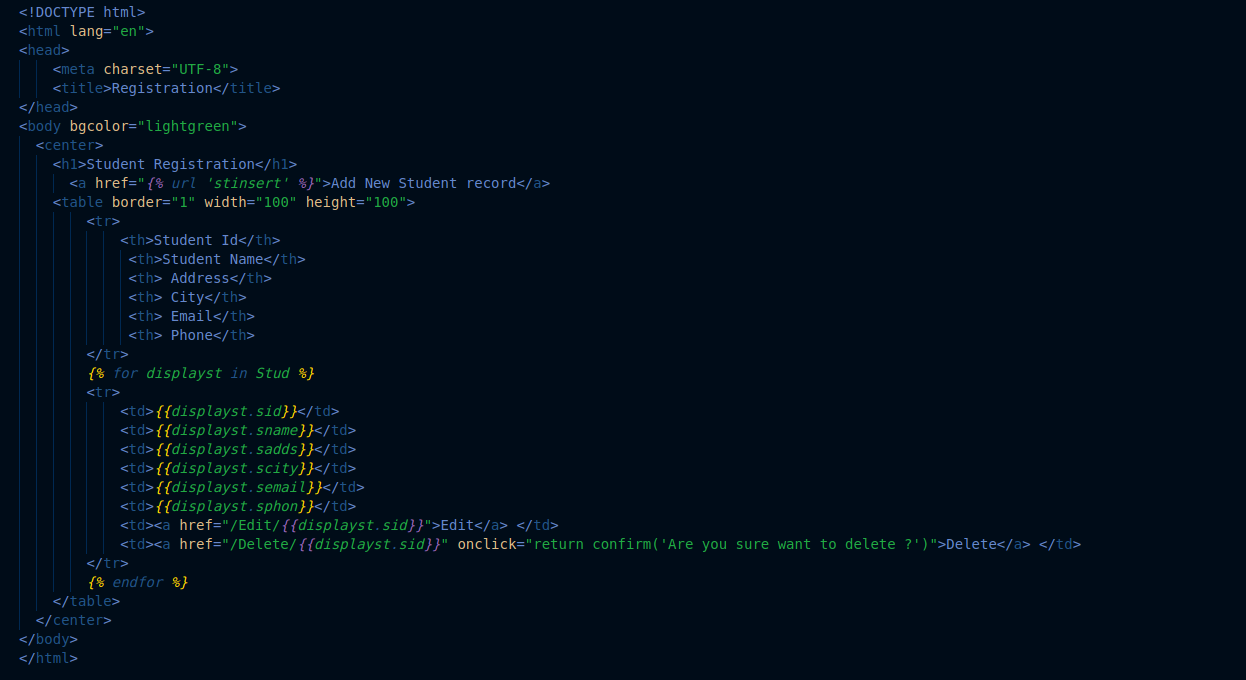 <!DOCTYPE html>
<html lang="en">
<head>
<meta charset="UTF-8">
<title>Registration</title>
</head>
<body bgcolor="lightgreen">
<center>
<h1>Student Registration</h1>
<a href="{% url 'stinsert' %}">Add New Student record</a>
<table border="1" width="100" height="100">
<tr>
<th>Student Id</th>
<th>Student Name</th>
<th> Address</th>
<th> City</th>
<th> Email</th>
<th> Phone</th>
</tr>
{% for displayst in Stud %}
<tr>
<td>{{displayst.sid}}</td>
<td>{{displayst.sname}}</td>
<td>{{displayst.sadds}}</td>
<td>{{displayst.scity}}</td>
<td>{{displayst.semail}}</td>
<td>{{displayst.sphon}}</td>
<td><a href="/Edit/{{displayst.sid}}">Edit</a> </td>
<td><a href="/Delete/{{displayst.sid}}" onclick="return confirm('Are you sure want to delete ?')">Delete</a> </td>
</tr>
{% endfor %}
</table>
</center>
</body>
</html>